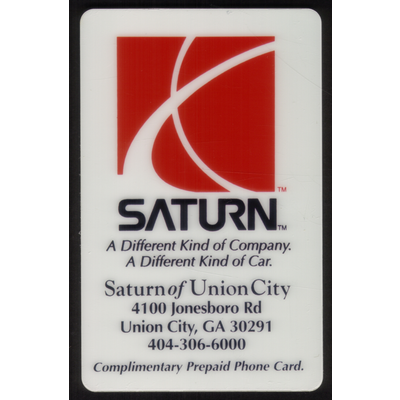 ™
SATURN™
A Different Kind of Company.
A Different Kind of Car.
Saturn of Union City
4100 Jonesboro Rd
Union City, GA 30291
404-306-6000
Complimentary Prepaid Phone Card.